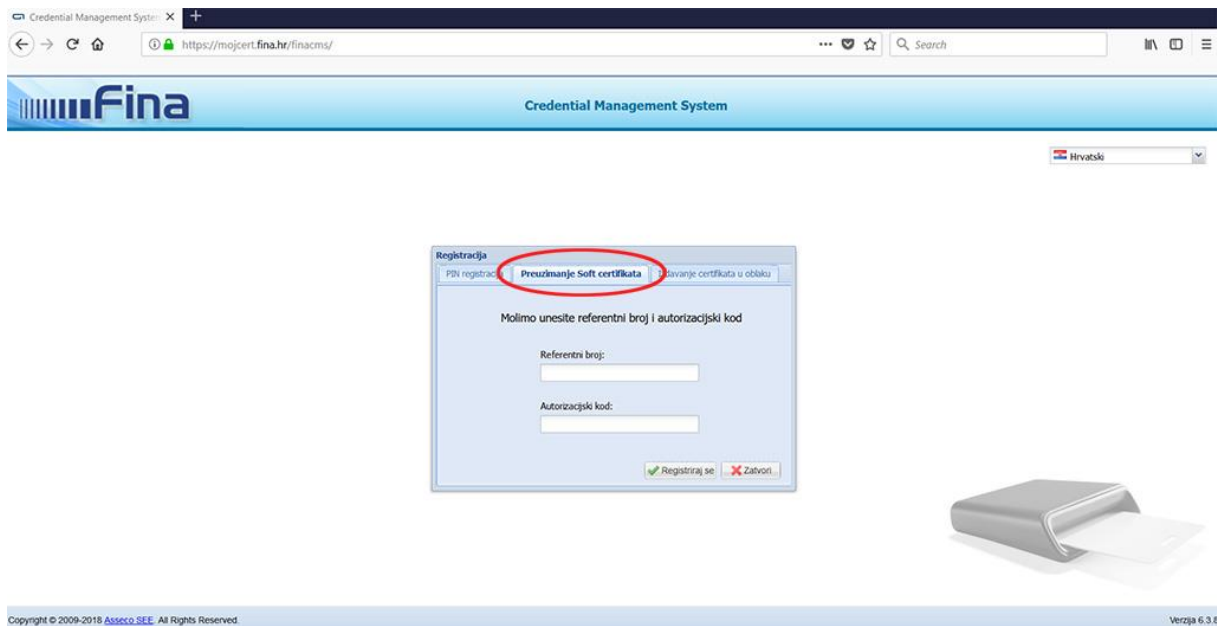 Credential Management System
https://mojcert.fina.hr/finacms/
Search
Fina
Credential Management System
Hrvatski
Registracija
PIN registracija Preuzimanje Soft certifikata Izdavanje certifikata u oblaku
Molimo unesite referentni broj i autorizacijski kod
Referentni broj:
Autorizacijski kod:
Registriraj se Zatvori
Copyright © 2009-2018 Asseco SEE. All Rights Reserved. Verzija 6.3.8